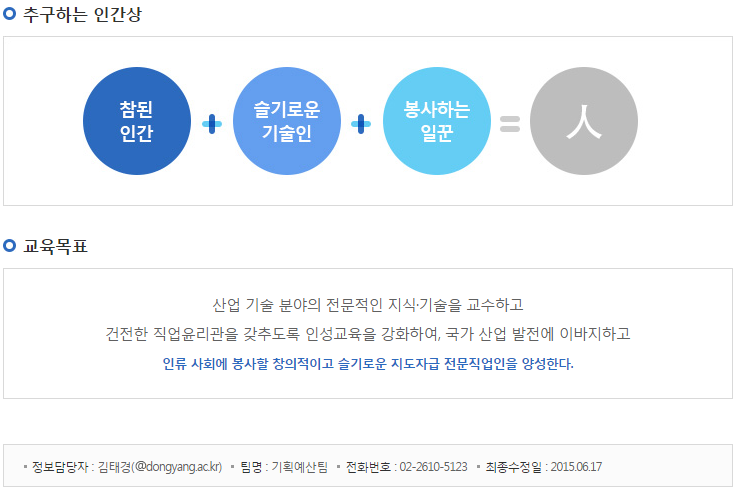 추구하는 인간상
참된
인간
슬기로운
기술인
봉사하는
일꾼
人
교육목표
산업 기술 분야의 전문적인 지식·기술을 교수하고
건전한 직업윤리관을 갖추도록 인성교육을 강화하여, 국가 산업 발전에 이바지하고
인류 사회에 봉사할 창의적이고 슬기로운 지도자급 전문직업인을 양성한다.
▪ 정보담당자 : 김태경(@dongyang.ac.kr) ▪ 팀명 : 기획예산팀 ▪ 전화번호 : 02-2610-5123 ▪ 최종수정일 : 2015.06.17